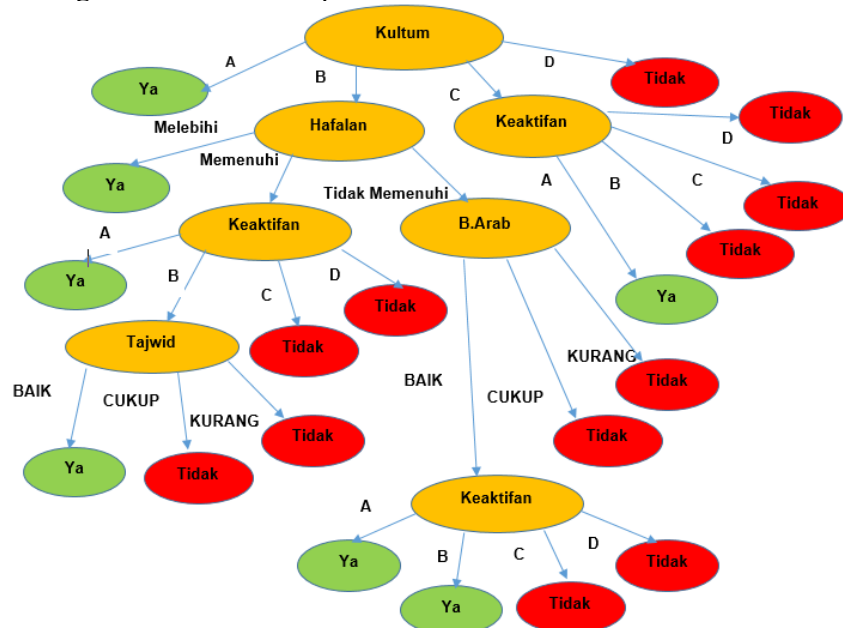 Kultum
A
B
C
D
Ya
Tidak
Melebihi
Hafalan
Keaktifan
Tidak
D
Memenuhi
Ya
Tidak Memenuhi
A
B
C
Tidak
Keaktifan
B.Arab
A
Tidak
Ya
B
C
D
Tidak
Ya
Tajwid
Tidak
BAIK
CUKUP
KURANG
BAIK
CUKUP
KURANG
Tidak
Ya
Tidak
Tidak
Tidak
Keaktifan
A
B
C
D
Ya
Tidak
Ya
Tidak